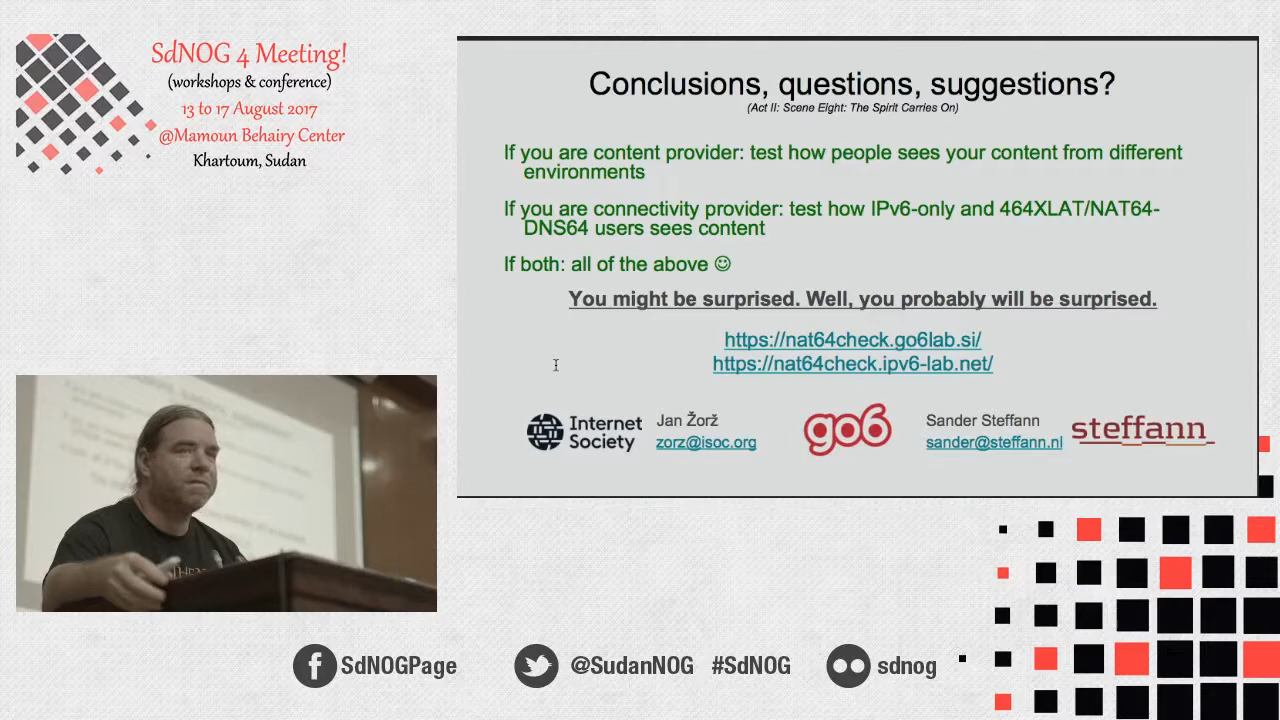 SdNOG 4 Meeting!
(workshops & conference)
13 to 17 August 2017
@Mamoun Behairy Center
Khartoum, Sudan
Conclusions, questions, suggestions?
(Act II: Scene Eight: The Spirit Carries On)
If you are content provider: test how people sees your content from different
environments
If you are connectivity provider: test how IPv6-only and 464XLAT/NAT64-
DNS64 users sees content
If both: all of the above ☺
You might be surprised. Well, you probably will be surprised.
https://nat64check.go6lab.si/
https://nat64check.ipv6-lab.net/
Internet
Society
Jan Žorž
zorz@isoc.org
go6
Sander Steffann
sander@steffann.nl
steffann_
SdNOGPage
@SudanNOG #SdNOG
sdnog